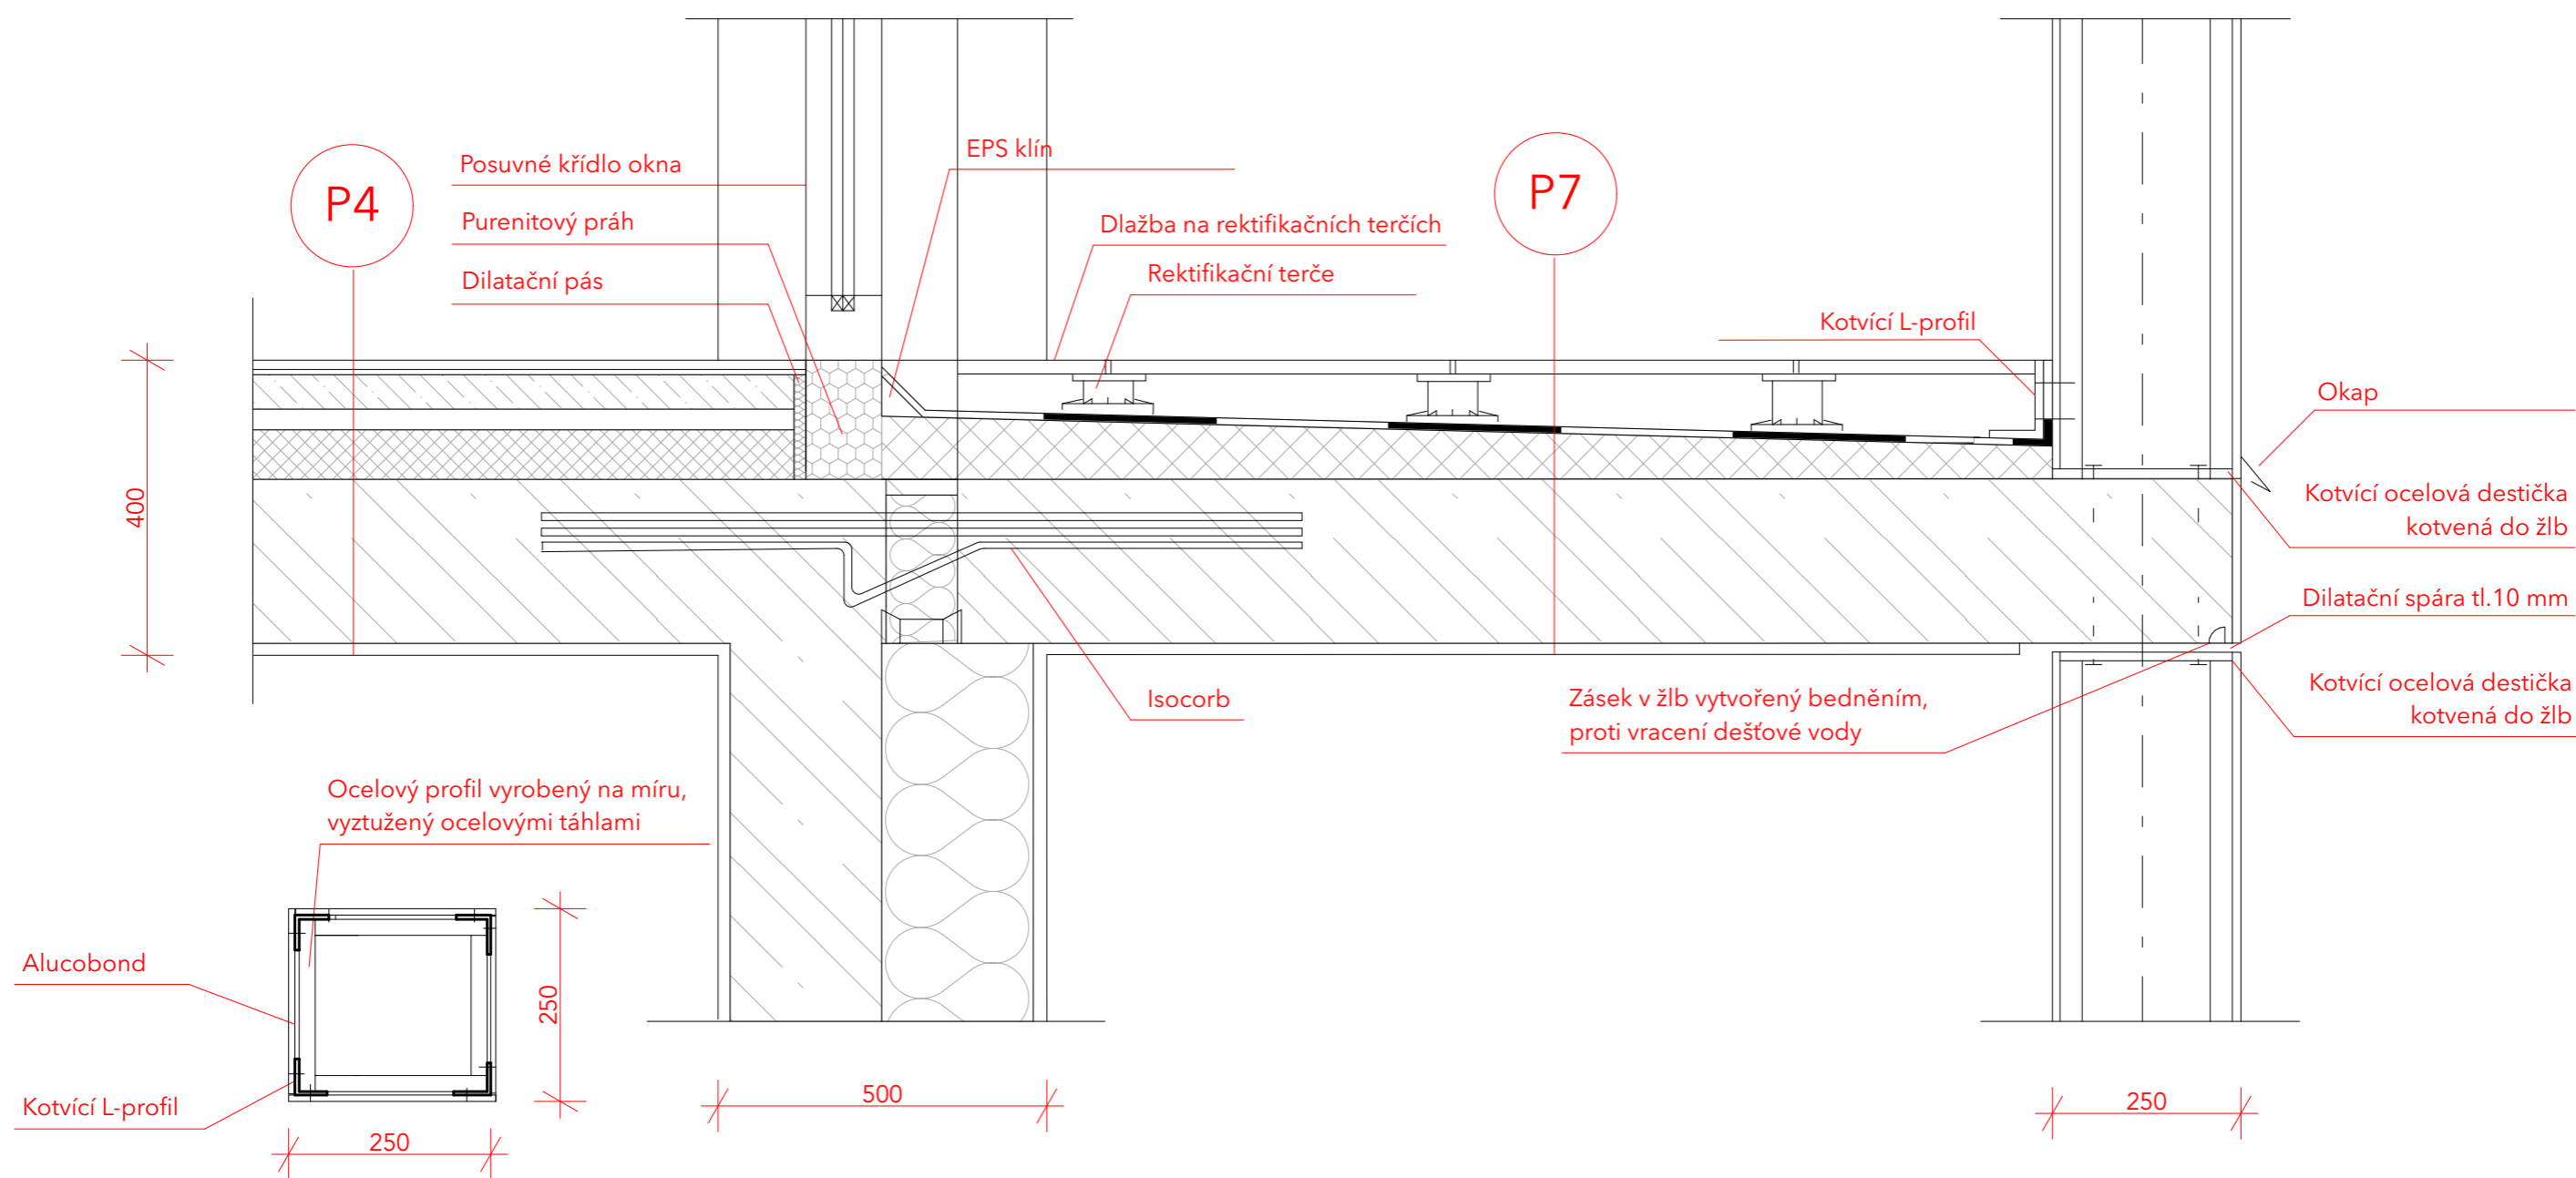 P4
Posuvné křídlo okna
Purenitový práh
Dilatační pás
EPS klín
Dlažba na rektifikačních terčích
Rektifikační terče
P7
Kotvící L-profil
Okap
Kotvící ocelová destička
kotvená do žlb
Dilatační spára tl.10 mm
Kotvící ocelová destička
kotvená do žlb
400
Isocorb
Zásek v žlb vytvořený bedněním,
proti vracení dešťové vody
Ocelový profil vyrobený na míru,
vyztužený ocelovými táhlami
Alucobond
Kotvící L-profil
250
250
500
250